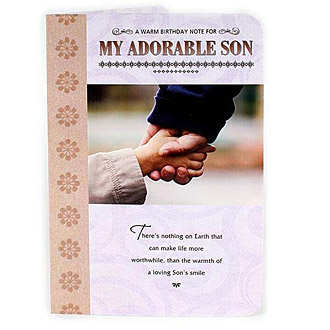 A WARM BIRTHDAY NOTE FOR
MY ADORABLE SON
There's nothing on Earth that
can make life more
worthwhile, than the warmth of
a loving Son's smile